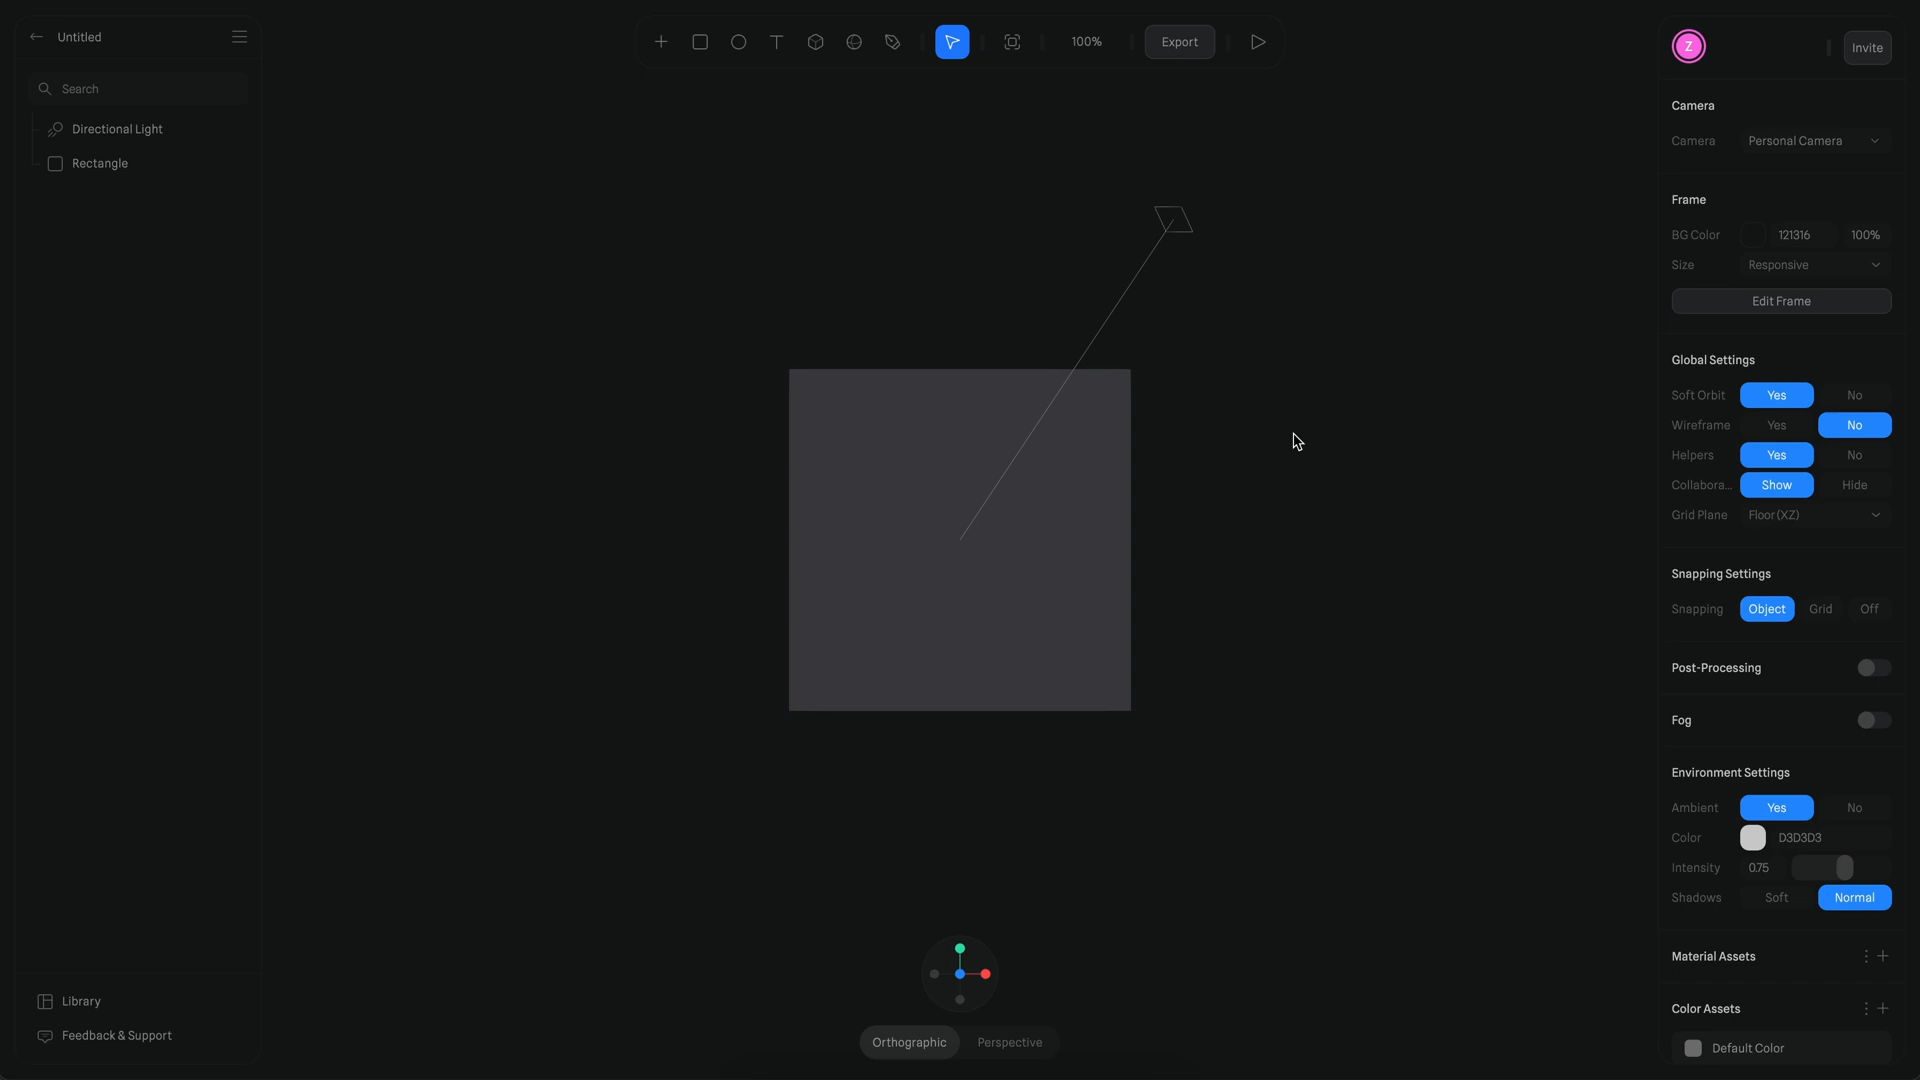 Untitled
Search
Directional Light
Rectangle
Library
Feedback & Support
100%
Export
Orthographic
Perspective
Z
Invite
Camera
Camera Personal Camera
Frame
BG Color 121316 100%
Size Responsive
Edit Frame
Global Settings
Soft Orbit Yes No
Wireframe Yes No
Helpers Yes No
Collabora... Show Hide
Grid Plane Floor (XZ)
Snapping Settings
Snapping Object Grid Off
Post-Processing
Fog
Environment Settings
Ambient Yes No
Color D3D3D3
Intensity 0.75
Shadows Soft Normal
Material Assets
Color Assets
Default Color